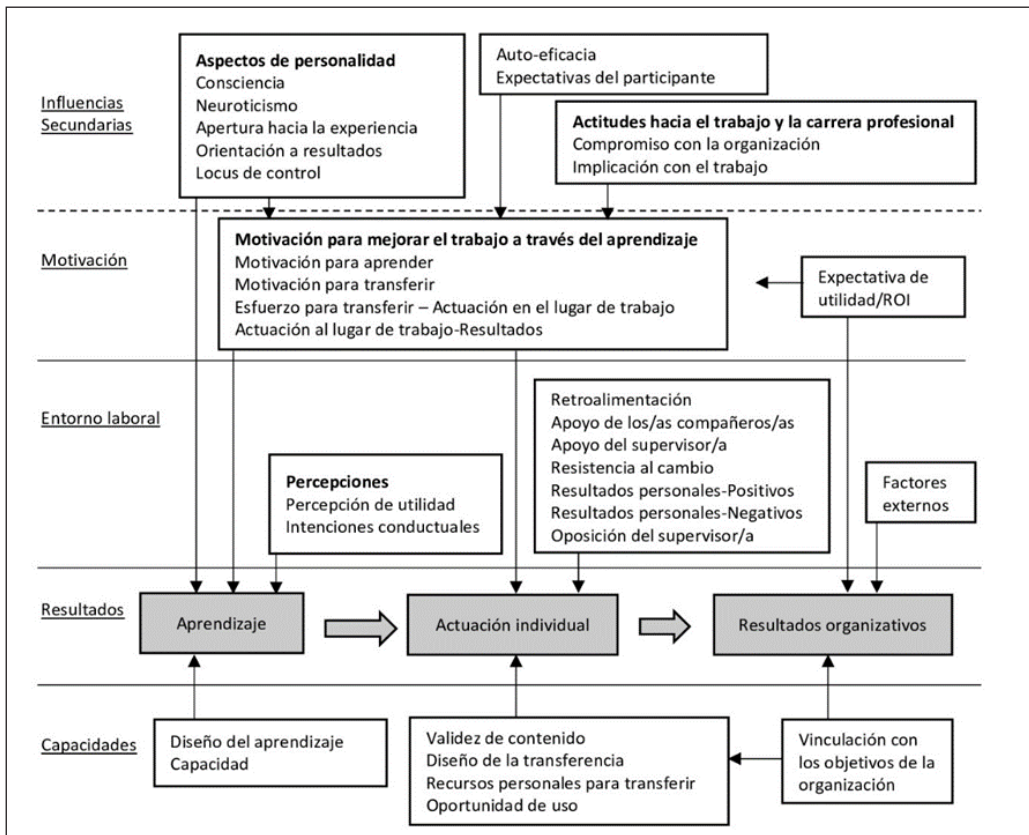 Influencias
Secundarias
Aspectos de personalidad
Consciencia
Neuroticismo
Apertura hacia la experiencia
Orientación a resultados
Locus de control
Auto-eficacia
Expectativas del participante
Actitudes hacia el trabajo y la carrera profesional
Compromiso con la organización
Implicación con el trabajo
Motivación
Motivación para mejorar el trabajo a través del aprendizaje
Motivación para aprender
Motivación para transferir
Esfuerzo para transferir – Actuación en el lugar de trabajo
Actuación al lugar de trabajo-Resultados
Expectativa de
utilidad/ROI
Entorno laboral
Percepciones
Percepción de utilidad
Intenciones conductuales
Retroalimentación
Apoyo de los/as compañeros/as
Apoyo del supervisor/a
Resistencia al cambio
Resultados personales-Positivos
Resultados personales-Negativos
Oposición del supervisor/a
Factores
externos
Resultados
Aprendizaje
Actuación individual
Resultados organizativos
Capacidades
Diseño del aprendizaje
Capacidad
Validez de contenido
Diseño de la transferencia
Recursos personales para transferir
Oportunidad de uso
Vinculación con
los objetivos de la
organización